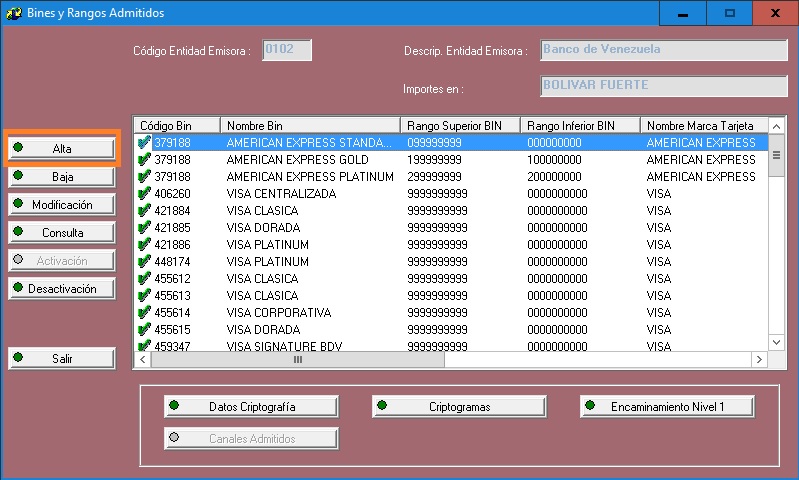 Bines y Rangos Admitidos
Código Entidad Emisora : 0102 Descrip. Entidad Emisora : Banco de Venezuela
Importes en : BOLIVAR FUERTE
Código Bin Nombre Bin Rango Superior BIN Rango Inferior BIN Nombre Marca Tarjeta
379188 AMERICAN EXPRESS STANDA... 099999999 000000000 AMERICAN EXPRESS
379188 AMERICAN EXPRESS GOLD 199999999 100000000 AMERICAN EXPRESS
379188 AMERICAN EXPRESS PLATINUM 299999999 200000000 AMERICAN EXPRESS
406260 VISA CENTRALIZADA 9999999999 0000000000 VISA
421884 VISA CLASICA 9999999999 0000000000 VISA
421885 VISA DORADA 9999999999 0000000000 VISA
421886 VISA PLATINUM 9999999999 0000000000 VISA
448174 VISA PLATINUM 9999999999 0000000000 VISA
455612 VISA CLASICA 9999999999 0000000000 VISA
455613 VISA CLASICA 9999999999 0000000000 VISA
455614 VISA CORPORATIVA 9999999999 0000000000 VISA
455615 VISA DORADA 9999999999 0000000000 VISA
459347 VISA SIGNATURE BDV 9999999999 0000000000 VISA
Alta
Baja
Modificación
Consulta
Activación
Desactivación
Salir
Datos Criptografía Criptogramas Encaminamiento Nivel 1
Canales Admitidos